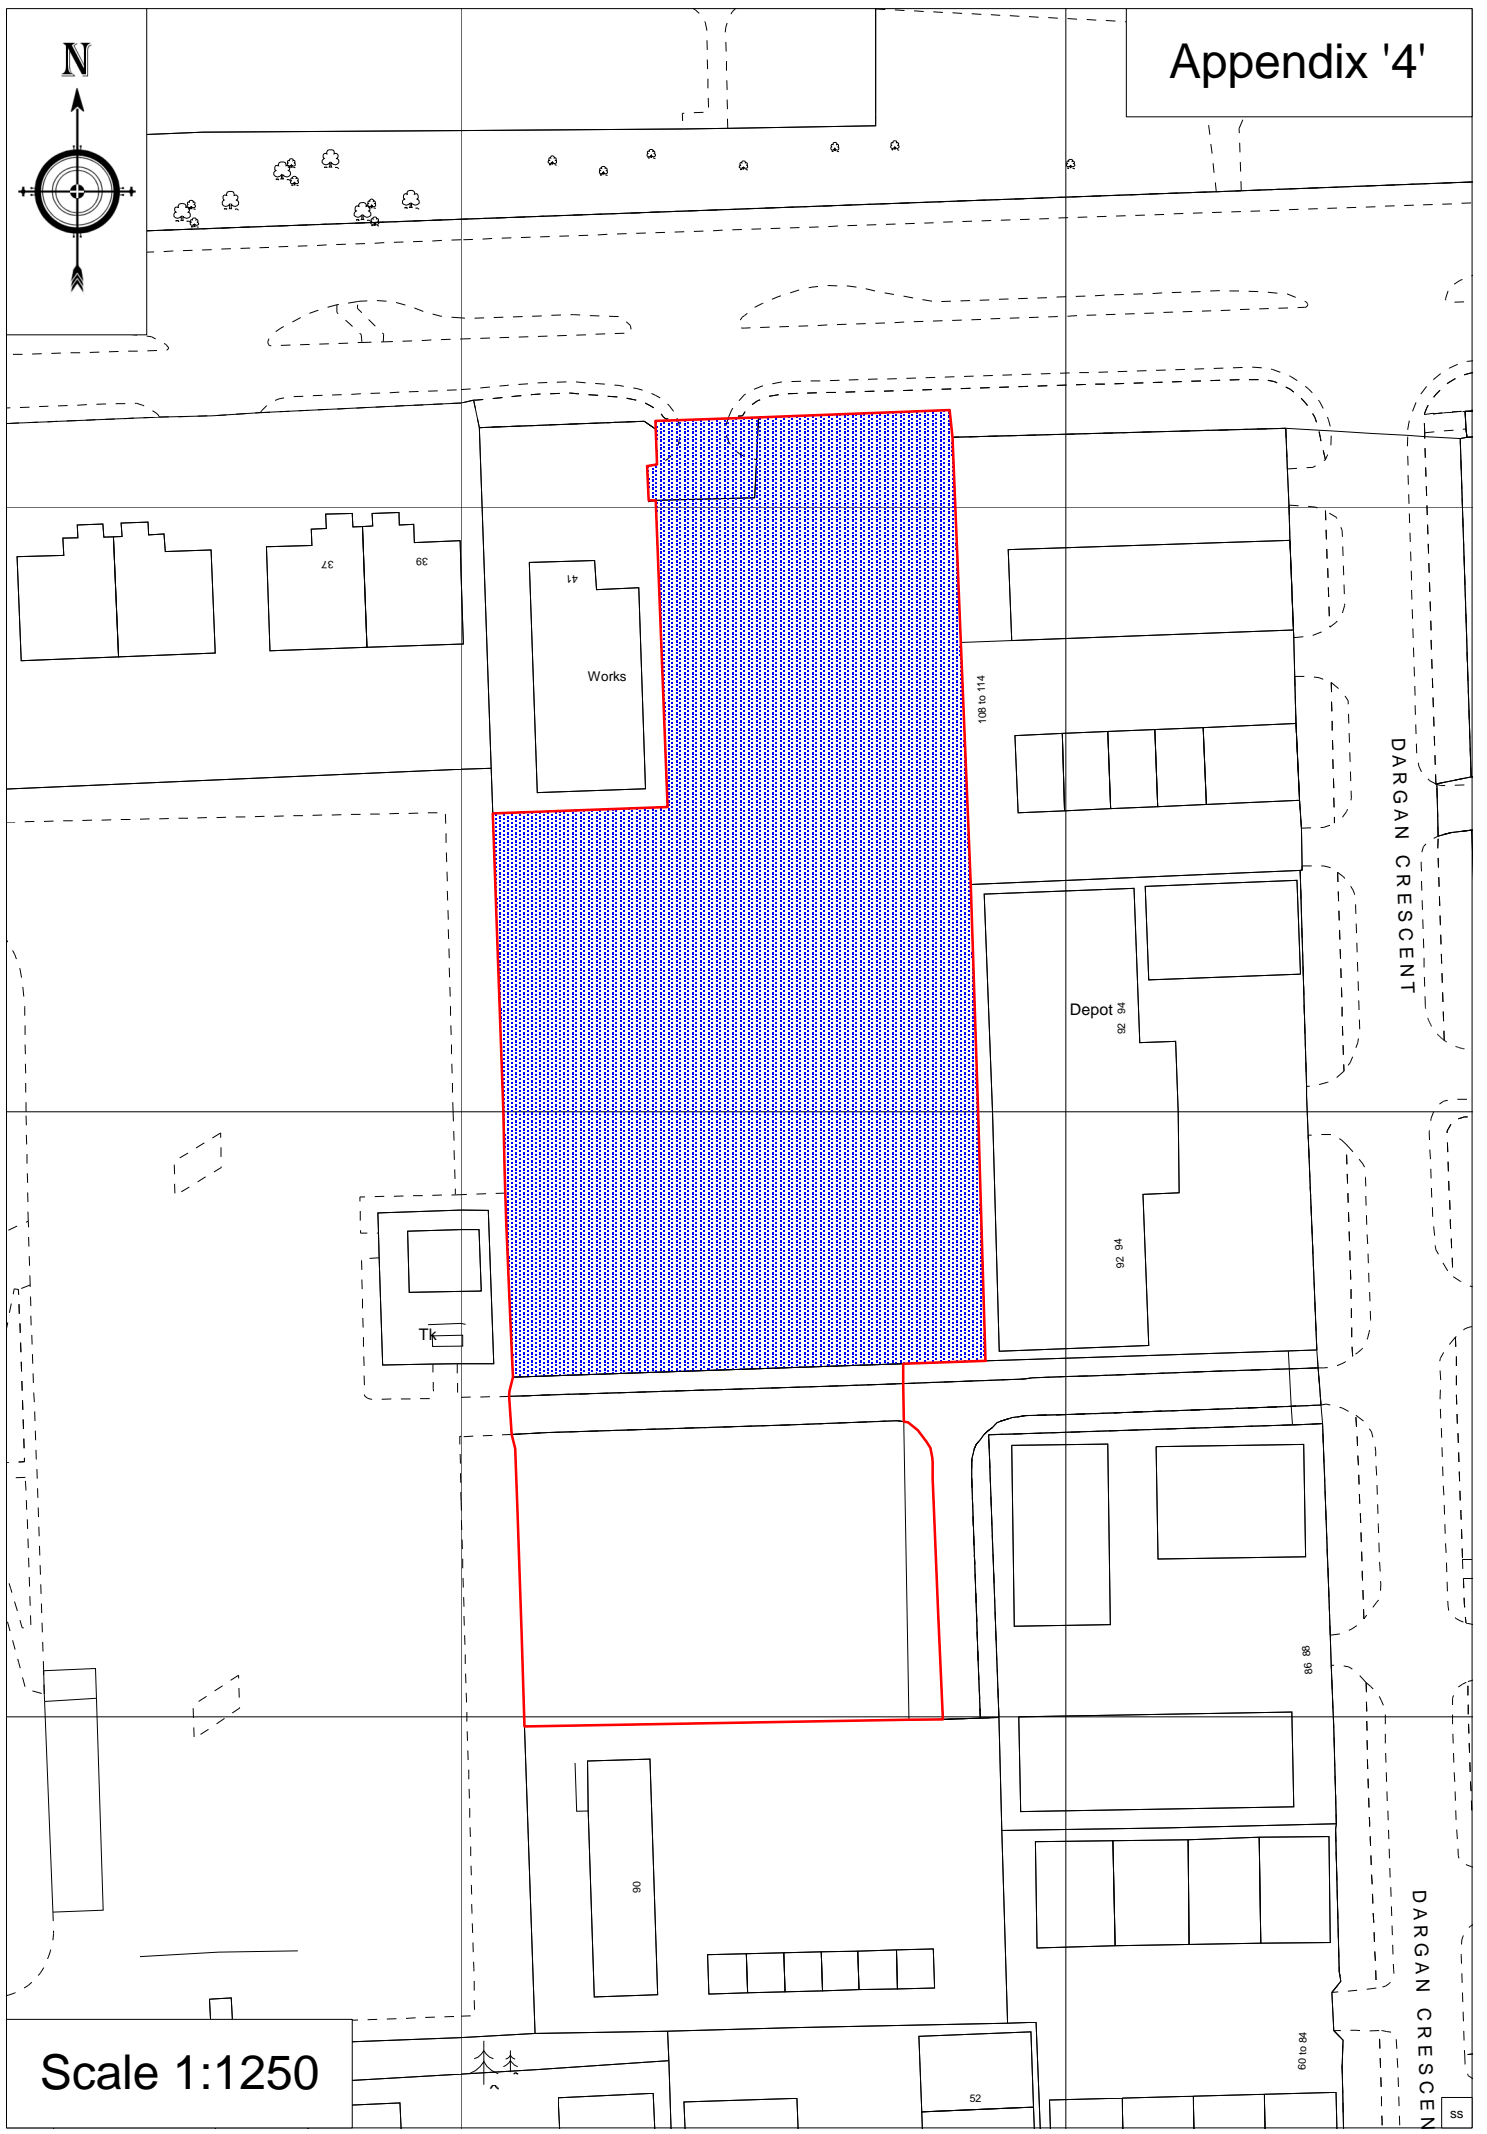 N
Appendix '4'
37
39
41
Works
108 to 114
DARGAN CRESCENT
Depot
92 94
92 94
Tk
86 88
90
DARGAN CRESCEN
60 to 84
52
Scale 1:1250
ss